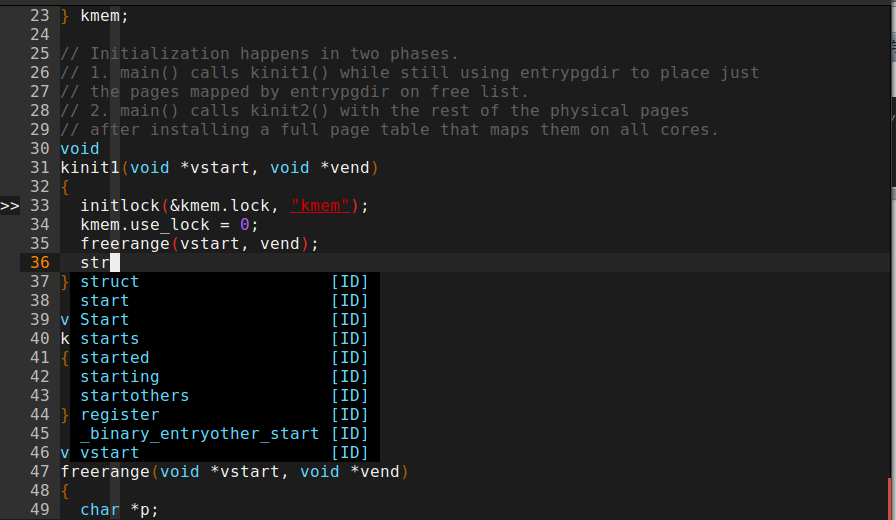 23 } kmem;
24
25 // Initialization happens in two phases.
26 // 1. main() calls kinit1() while still using entrypgdir to place just
27 // the pages mapped by entrypgdir on free list.
28 // 2. main() calls kinit2() with the rest of the physical pages
29 // after installing a full page table that maps them on all cores.
30 void
31 kinit1(void *vstart, void *vend)
32 {
>> 33   initlock(&kmem.lock, "kmem");
34   kmem.use_lock = 0;
35   freerange(vstart, vend);
36   str
37 } struct [ID]
38   start [ID]
39 v Start [ID]
40 k starts [ID]
41 { started [ID]
42   starting [ID]
43   startothers [ID]
44 } register [ID]
45   _binary_entryother_start [ID]
46 v vstart [ID]
47 freerange(void *vstart, void *vend)
48 {
49   char *p;